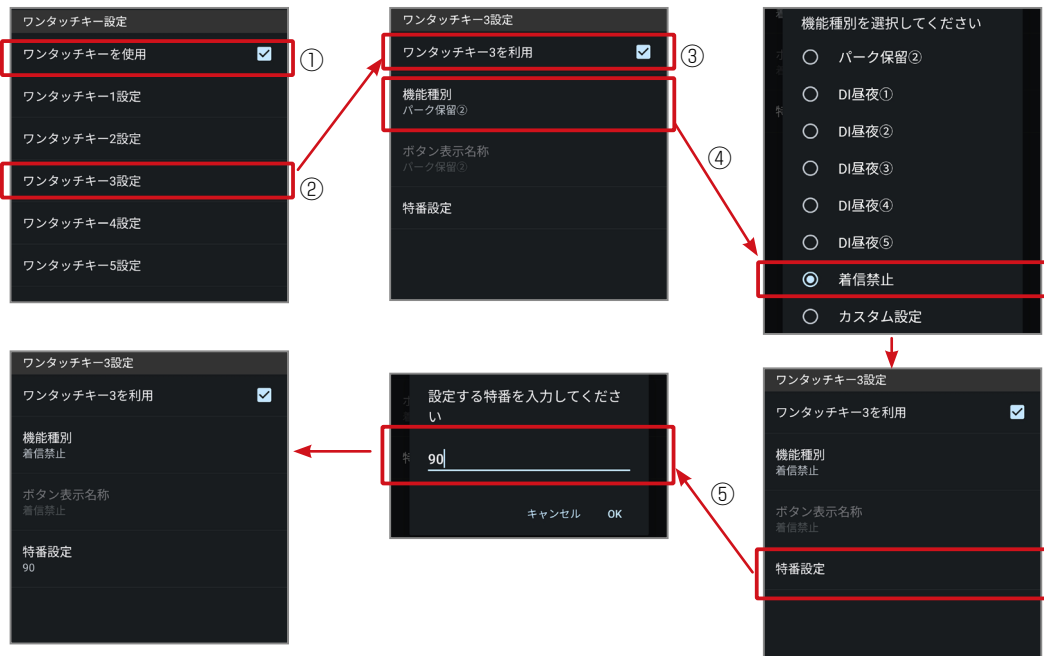 ワンタッチキー設定
ワンタッチキーを使用
①
ワンタッチキー1設定
ワンタッチキー2設定
ワンタッチキー3設定
②
ワンタッチキー4設定
ワンタッチキー5設定
ワンタッチキー3設定
ワンタッチキー3を利用
③
機能種別
パーク保留②
ボタン表示名称
パーク保留②
特番設定
④
機能種別を選択してください
パーク保留②
DI昼夜①
DI昼夜②
DI昼夜③
DI昼夜④
DI昼夜⑤
着信禁止
カスタム設定
ワンタッチキー3設定
ワンタッチキー3を利用
機能種別
着信禁止
ボタン表示名称
着信禁止
特番設定
⑤
設定する特番を入力してくださ
い
90
キャンセル OK
ワンタッチキー3設定
ワンタッチキー3を利用
機能種別
着信禁止
ボタン表示名称
着信禁止
特番設定
90